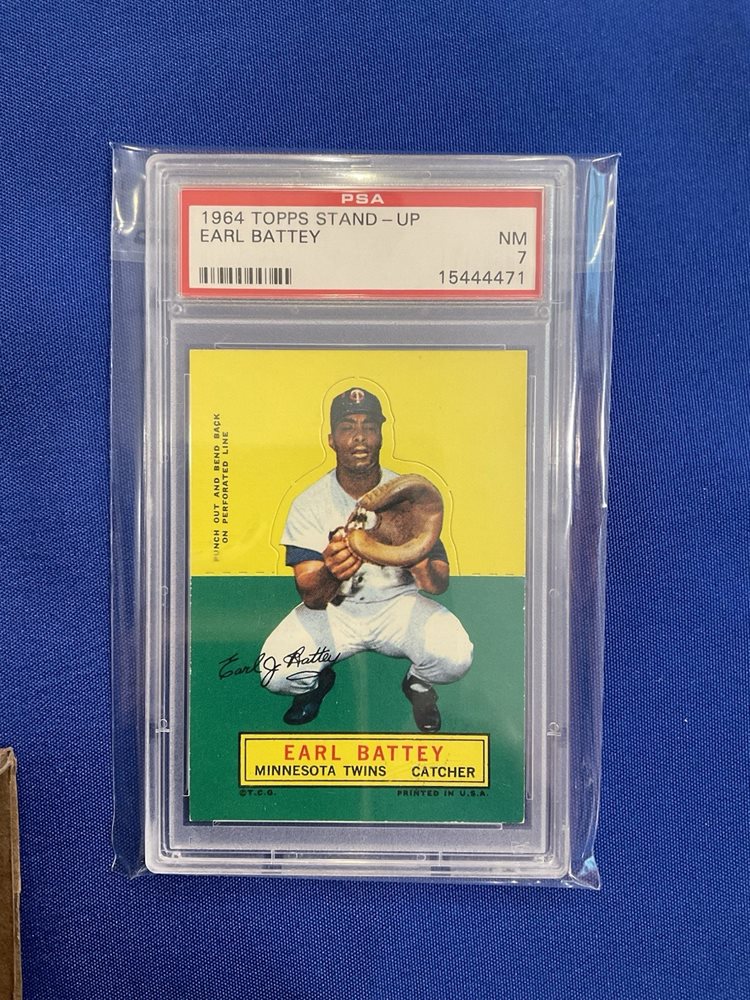 PSA
1964 TOPPS STAND-UP
EARL BATTEY
NM
7
15444471
PUNCH OUT AND BEND BACK
ON PERFORATED LINE
T C
Earl J Battey
EARL BATTEY
MINNESOTA TWINS CATCHER
©T.C.G. PRINTED IN U.S.A.